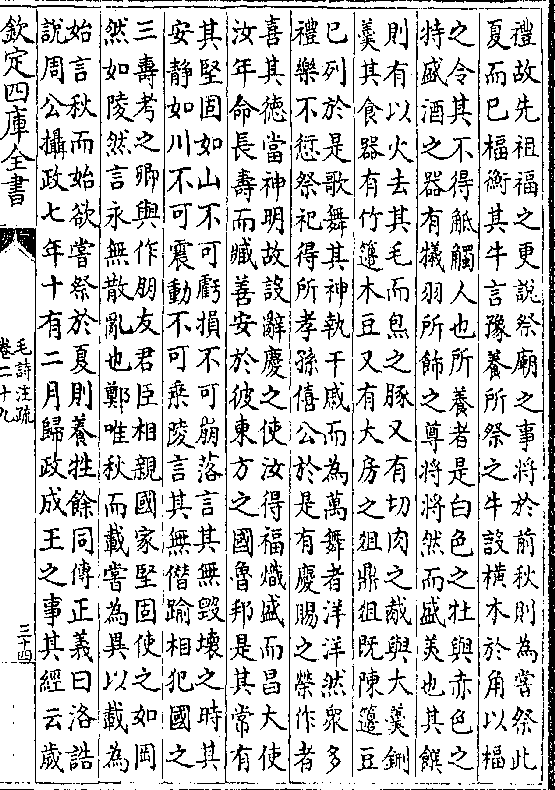 禮故先祖福之更說祭廟之事將於前秋則為嘗祭此
夏而已楅衡其牛言豫養所祭之牛設橫木於角以楅
之令其不得觝觸人也所養者是白色之牡與赤色之
特盛酒之器有犧羽所飾之尊將將然而盛美也其饌
則有以火去其毛而炰之豚又有切肉之胾與大羹鉶
羹其食器有竹籩木豆又有大房之俎鼎俎既陳籩豆
已列於是歌舞其神執干戚而為萬舞者洋洋然衆多
禮樂不愆祭祀得所孝孫僖公於是有慶賜之榮作者
喜其德當神明故設辭慶之使汝得福熾盛而昌大使
汝年命長壽而臧善安於彼東方之國魯邦是其常有
其堅固如山不可虧損不可崩落言其無毁壞之時其
安静如川不可震動不可乘陵言其無僭踰相犯國之
三壽考之卿與作朋友君臣相親國家堅固使之如岡
然如陵然言永無散亂也鄭唯秋而載嘗為異以載為
始言秋而始欲嘗祭於夏則養牲餘同傳正義曰洛誥
說周公攝政七年十有二月歸政成王之事其經云歲
欽定四庫全書
毛詩注疏
卷二十九
三十四